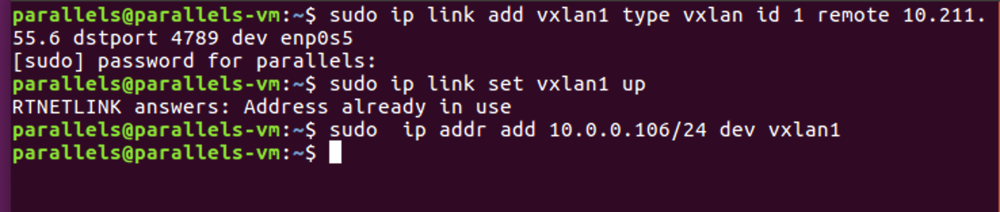 parallels@parallels-vm:~$ sudo ip link add vxlan1 type vxlan id 1 remote 10.211.
55.6 dstport 4789 dev enp0s5
[sudo] password for parallels:
parallels@parallels-vm:~$ sudo ip link set vxlan1 up
RTNETLINK answers: Address already in use
parallels@parallels-vm:~$ sudo  ip addr add 10.0.0.106/24 dev vxlan1
parallels@parallels-vm:~$